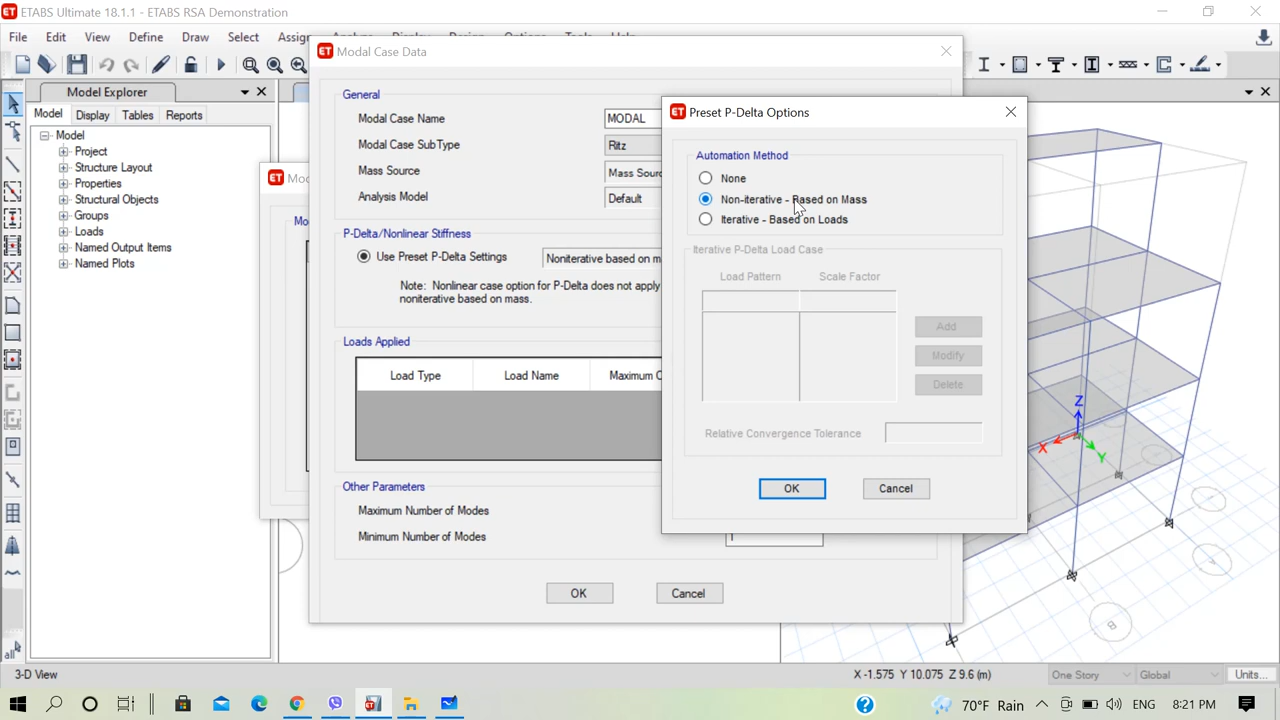 ETABS Ultimate 18.1.1 - ETABS RSA Demonstration
File Edit View Define Draw Select Assig
Modal Case Data
Model Explorer
Model Display Tables Reports
Model
Project
Structure Layout
Properties
Structural Objects
Groups
Loads
Named Output Items
Named Plots
General
Modal Case Name MODAL
Modal Case SubType Ritz
Mass Source Mass Sourc
Analysis Model Default
P-Delta/Nonlinear Stiffness
Use Preset P-Delta Settings Noniterative based on m
Note: Nonlinear case option for P-Delta does not apply
noniterative based on mass.
Loads Applied
Load Type Load Name Maximum C
Other Parameters
Maximum Number of Modes
Minimum Number of Modes 1
OK Cancel
Preset P-Delta Options
Automation Method
None
Non-iterative - Based on Mass
Iterative - Based on Loads
Iterative P-Delta Load Case
Load Pattern Scale Factor
Add
Modify
Delete
Relative Convergence Tolerance
OK Cancel
Z
X
Y
B
3-D View X -1.575 Y 10.075 Z 9.6 (m) One Story Global Units...
70°F Rain ENG 8:21 PM